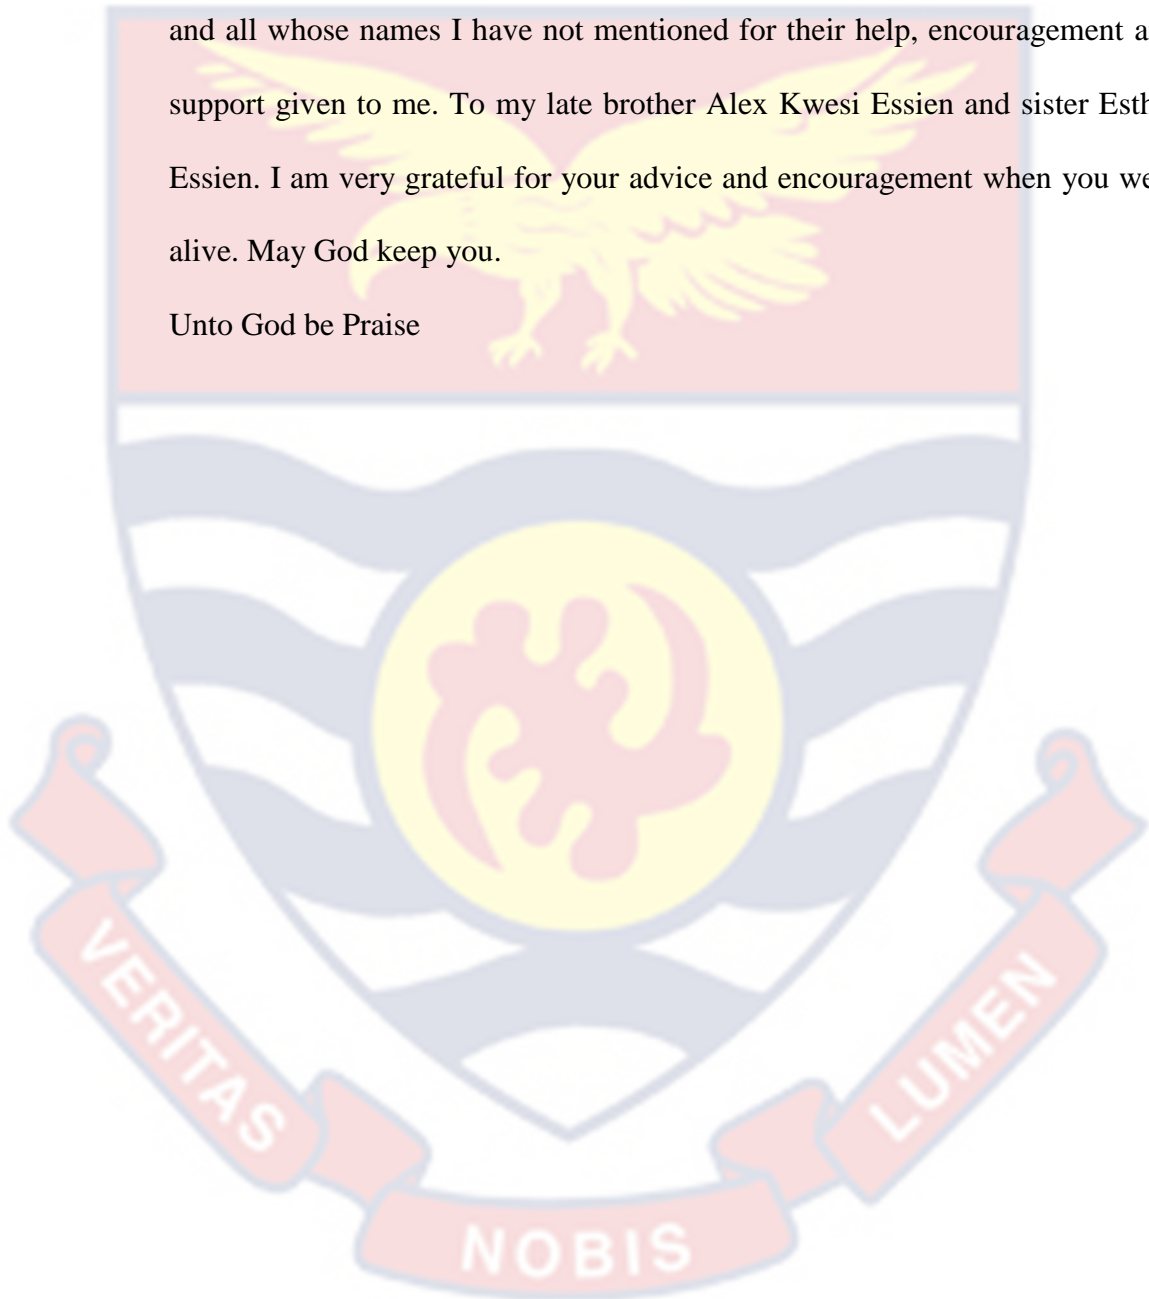 and all whose names I have not mentioned for their help, encouragement a
support given to me. To my late brother Alex Kwesi Essien and sister Esth
Essien. I am very grateful for your advice and encouragement when you we
alive. May God keep you.
Unto God be Praise
VERITAS
NOBIS
LUMEN